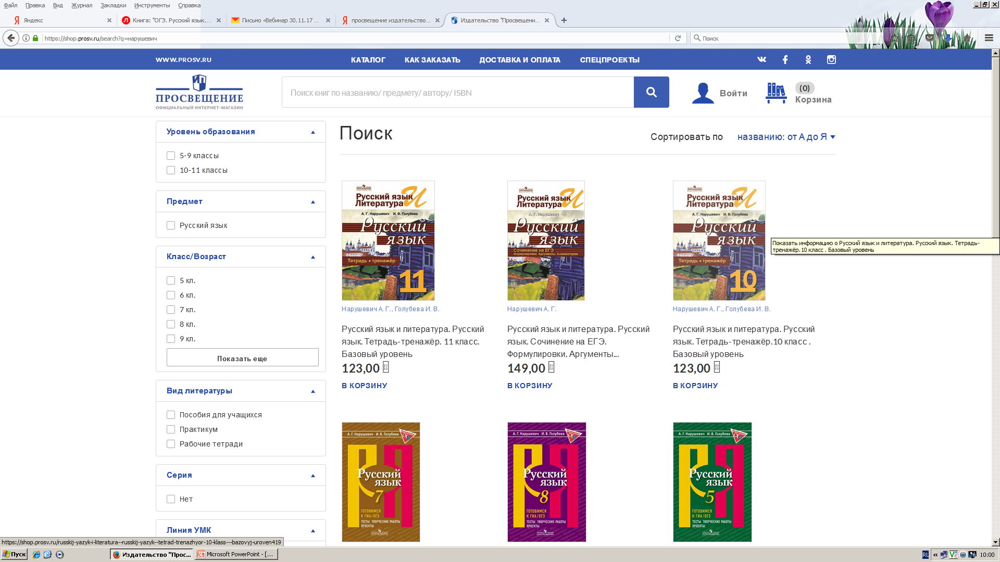 Файл Правка Вид Журнал Закладки Инструменты Справка
Яндекс
Книга: "ОГЭ. Русский язык....
Письмо «Вебинар 30.11.17 ...
просвещение издательство...
Издательство "Просвещени...
https://shop.prosv.ru/search?q=нарушевич
Поиск
WWW.PROSV.RU
КАТАЛОГ КАК ЗАКАЗАТЬ ДОСТАВКА И ОПЛАТА СПЕЦПРОЕКТЫ
ПРОСВЕЩЕНИЕ
ОФИЦИАЛЬНЫЙ ИНТЕРНЕТ-МАГАЗИН
Поиск книг по названию/ предмету/ автору/ ISBN
Войти
(0)
Корзина
Уровень образования
5-9 классы
10-11 классы
Предмет
Русский язык
Класс/Возраст
5 кл.
6 кл.
7 кл.
8 кл.
9 кл.
Показать еще
Вид литературы
Пособия для учащихся
Практикум
Рабочие тетради
Серия
Нет
Линия УМК
Поиск
Сортировать по названию: от А до Я
Русский язык И
Литература
А. Г. Нарушевич И. В. Голубева
Русский
язык
Тетрадь • тренажёр
11
Нарушевич А. Г., Голубева И. В.
Русский язык и литература. Русский
язык. Тетрадь-тренажёр. 11 класс.
Базовый уровень
123,00
В КОРЗИНУ
Русский язык И
Литература
А. Г. Нарушевич
Русский
язык
Сочинение на ЕГЭ
Формулировки Аргументы Комментарии
Нарушевич А. Г.
Русский язык и литература. Русский
язык. Сочинение на ЕГЭ.
Формулировки. Аргументы...
149,00
В КОРЗИНУ
Русский язык И
Литература
А. Г. Нарушевич И. В. Голубева
Русский
язык
Тетрадь • тренажёр
10
Нарушевич А. Г., Голубева И. В.
Русский язык и литература. Русский
язык. Тетрадь-тренажёр.10 класс .
Базовый уровень
123,00
В КОРЗИНУ
Показать информацию о Русский язык и литература. Русский язык. Тетрадь-
тренажёр.10 класс . Базовый уровень
А. Г. Нарушевич И. В. Голубева
Русский
язык
7
ГОТОВИМСЯ
К ГИА/ОГЭ
ТЕСТЫ ТВОРЧЕСКИЕ РАБОТЫ
ПРОЕКТЫ
А. Г. Нарушевич И. В. Голубева
Русский
язык
8
ГОТОВИМСЯ
К ГИА/ОГЭ
ТЕСТЫ ТВОРЧЕСКИЕ РАБОТЫ
ПРОЕКТЫ
А. Г. Нарушевич И. В. Голубева
Русский
язык
5
ГОТОВИМСЯ
К ГИА/ОГЭ
ТЕСТЫ ТВОРЧЕСКИЕ РАБОТЫ
ПРОЕКТЫ
https://shop.prosv.ru/russkij-yazyk-i-literatura--russkij-yazyk--tetrad-trenazhyor-10-klass---bazovyj-uroven419
Пуск
Издательство "Прос...
Microsoft PowerPoint - [...
RU
10:00